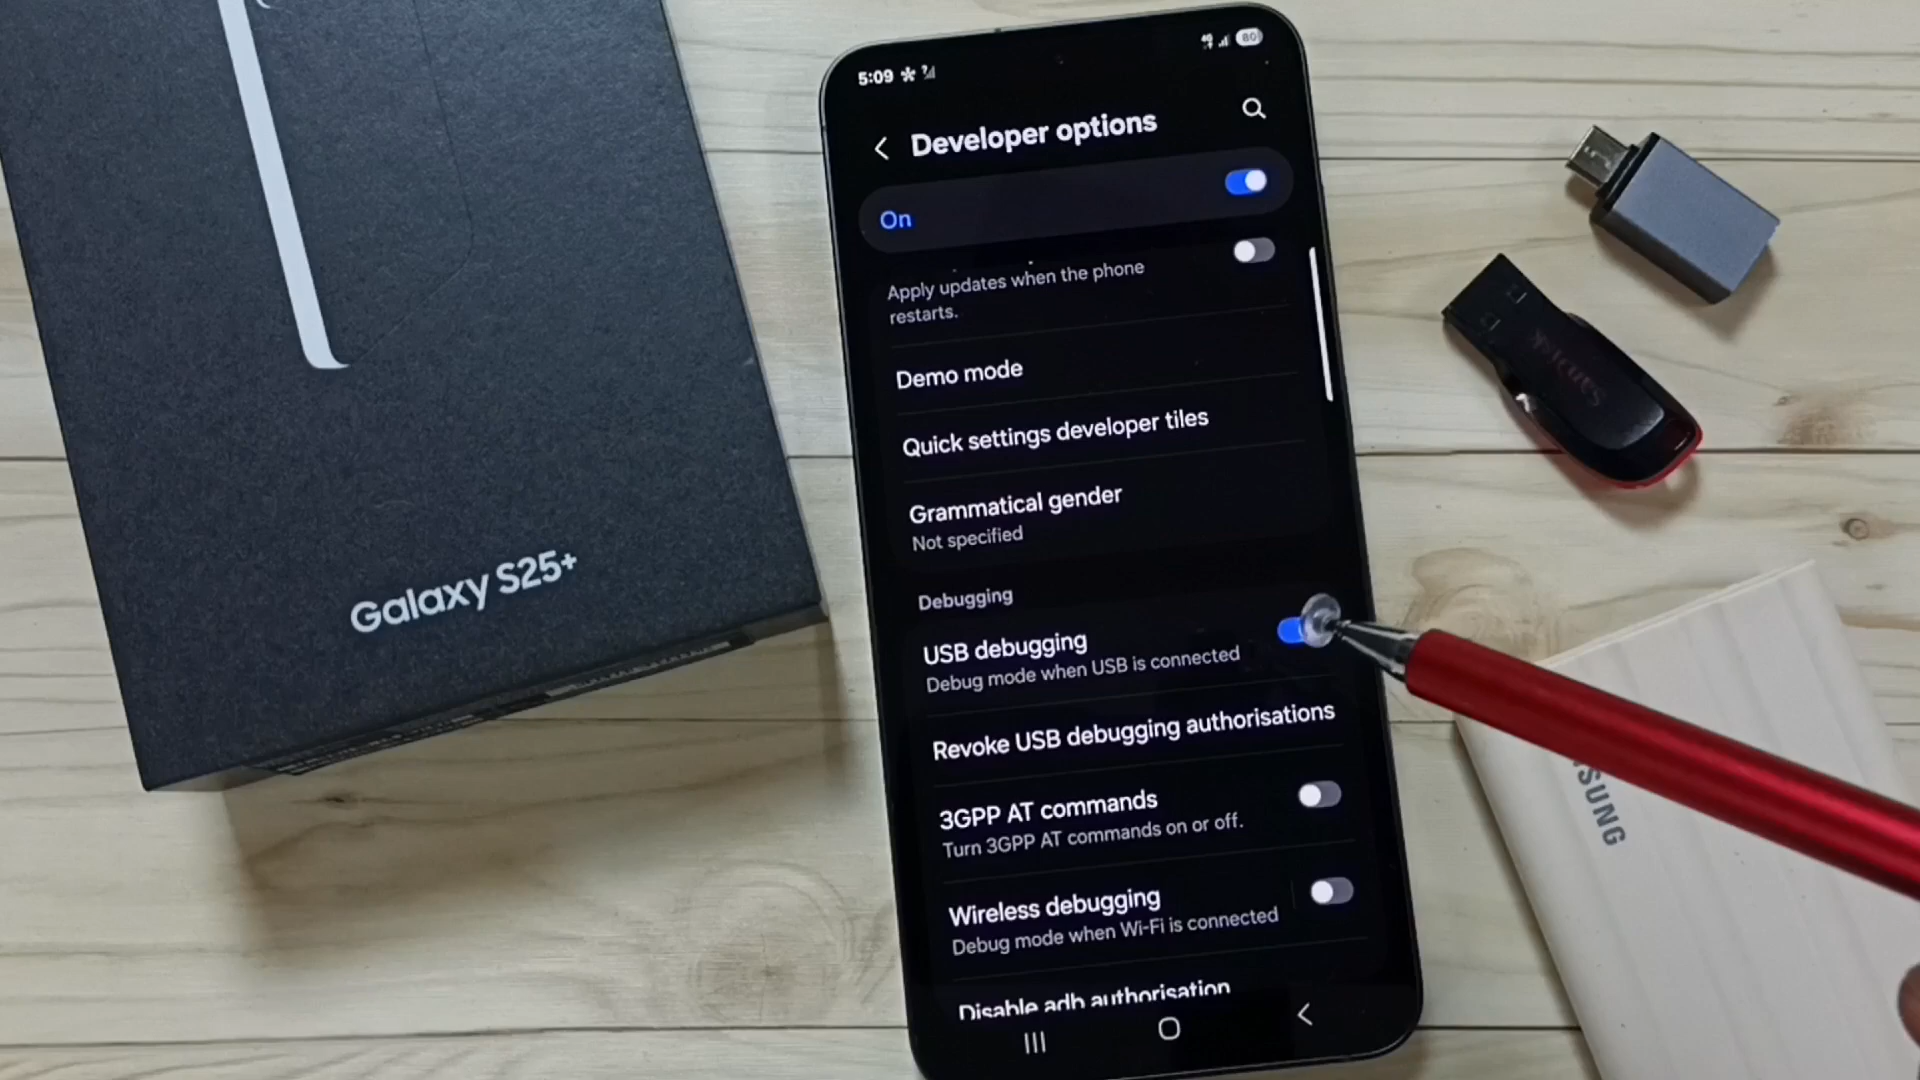 Galaxy S25+
5:09
4G
80
Developer options
On
Apply updates when the phone
restarts.
Demo mode
Quick settings developer tiles
Grammatical gender
Not specified
Debugging
USB debugging
Debug mode when USB is connected
Revoke USB debugging authorisations
3GPP AT commands
Turn 3GPP AT commands on or off.
Wireless debugging
Debug mode when Wi-Fi is connected
Disable adb authorisation
SanDisk